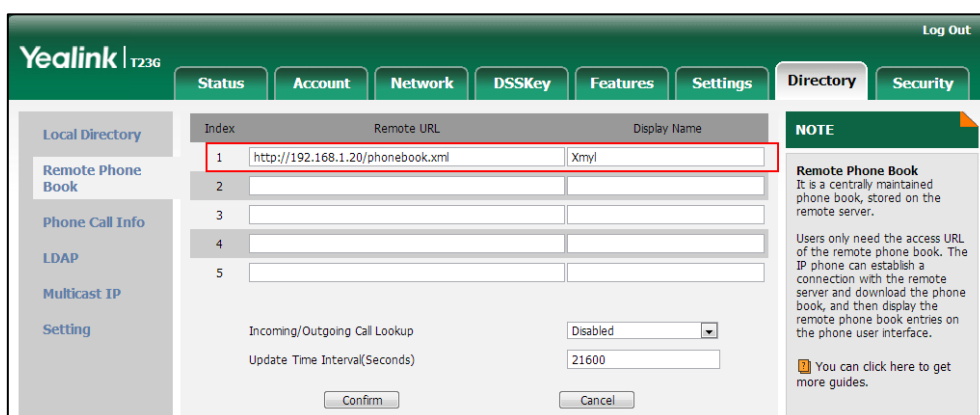 Log Out
Yealink | T23G
Status Account Network DSSKey Features Settings Directory Security
Local Directory
Remote Phone
Book
Phone Call Info
LDAP
Multicast IP
Setting
Index Remote URL Display Name
1 http://192.168.1.20/phonebook.xml Xmyl
2
3
4
5
Incoming/Outgoing Call Lookup Disabled
Update Time Interval(Seconds) 21600
Confirm Cancel
NOTE
Remote Phone Book
It is a centrally maintained
phone book, stored on the
remote server.
Users only need the access URL
of the remote phone book. The
IP phone can establish a
connection with the remote
server and download the phone
book, and then display the
remote phone book entries on
the phone user interface.
You can click here to get
more guides.